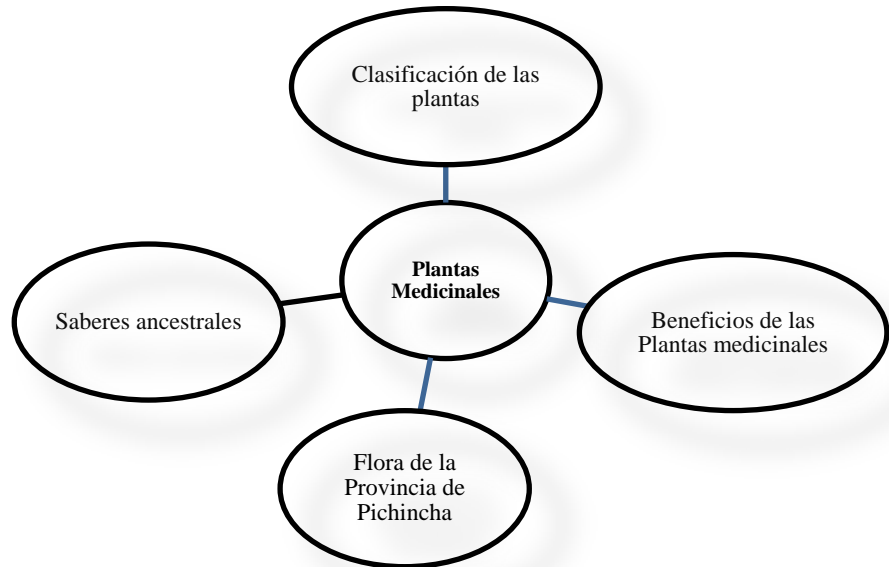 Clasificación de las
plantas
Plantas
Medicinales
Saberes ancestrales
Beneficios de las
Plantas medicinales
Flora de la
Provincia de
Pichincha